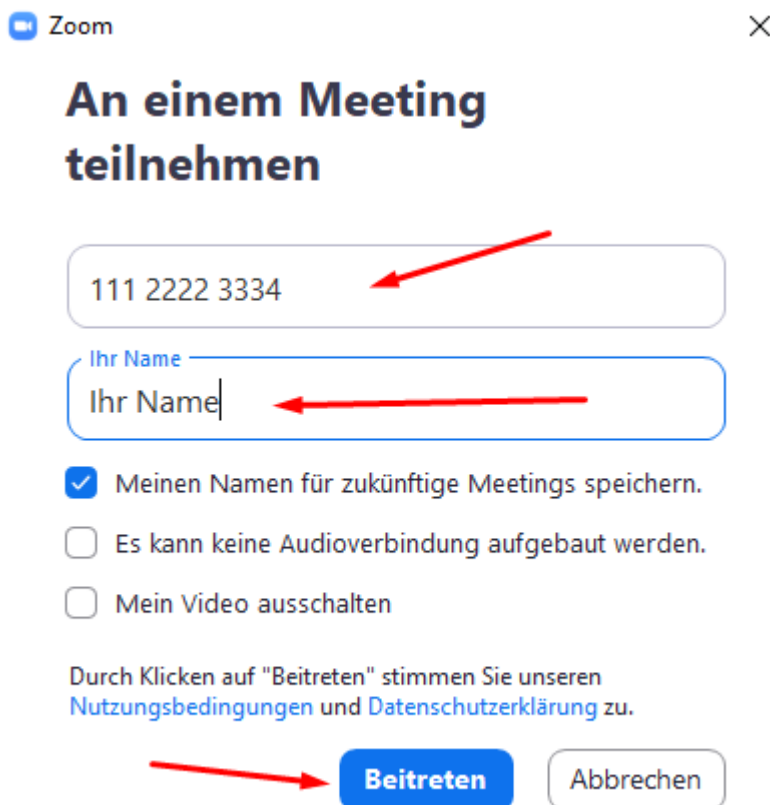 Zoom
An einem Meeting
teilnehmen
111 2222 3334
Ihr Name
Ihr Name
Meinen Namen für zukünftige Meetings speichern.
Es kann keine Audioverbindung aufgebaut werden.
Mein Video ausschalten
Durch Klicken auf "Beitreten" stimmen Sie unseren
Nutzungsbedingungen und Datenschutzerklärung zu.
Beitreten Abbrechen